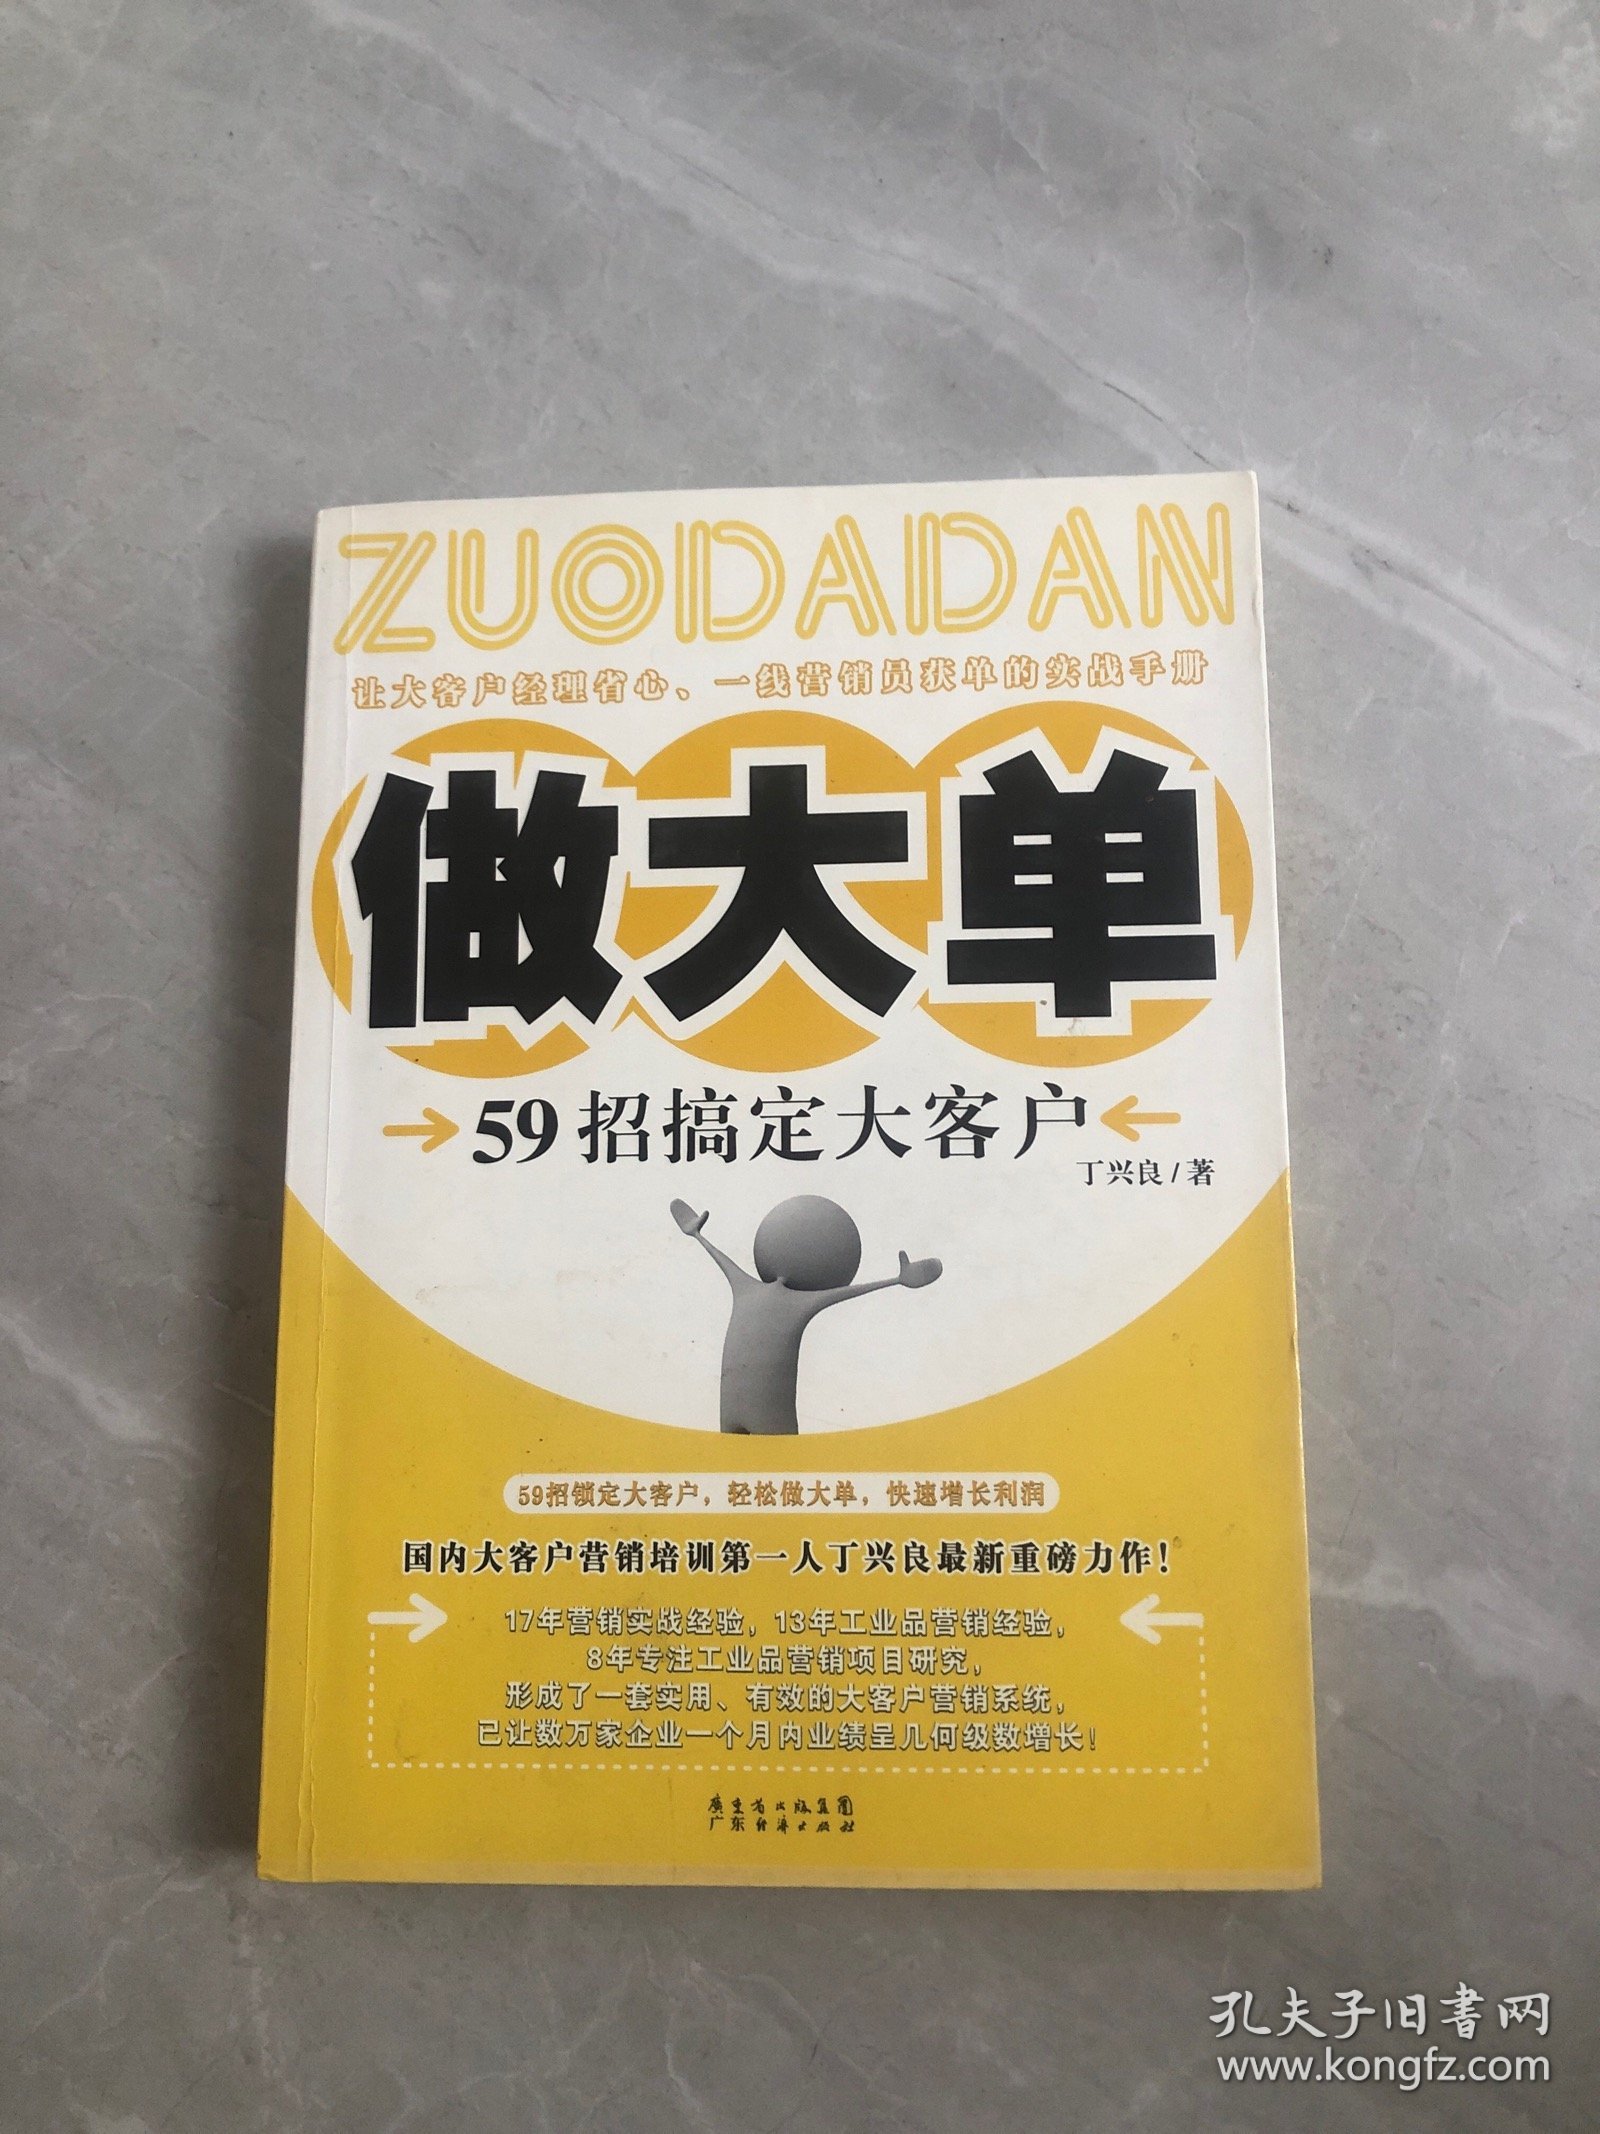 ZUODADAN
让大客户经理省心、一线营销员获单的实战手册
做大单
59招搞定大客户
丁兴良/著
59招锁定大客户，轻松做大单，快速增长利润
国内大客户营销培训第一人丁兴良最新重磅力作！
17年营销实战经验，13年工业品营销经验，
8年专注工业品营销项目研究，
形成了一套实用、有效的大客户营销系统，
已让数万家企业一个月内业绩呈几何级数增长！
廣東省出版集團
广东经济出版社
孔夫子旧书网
www.kongfz.com